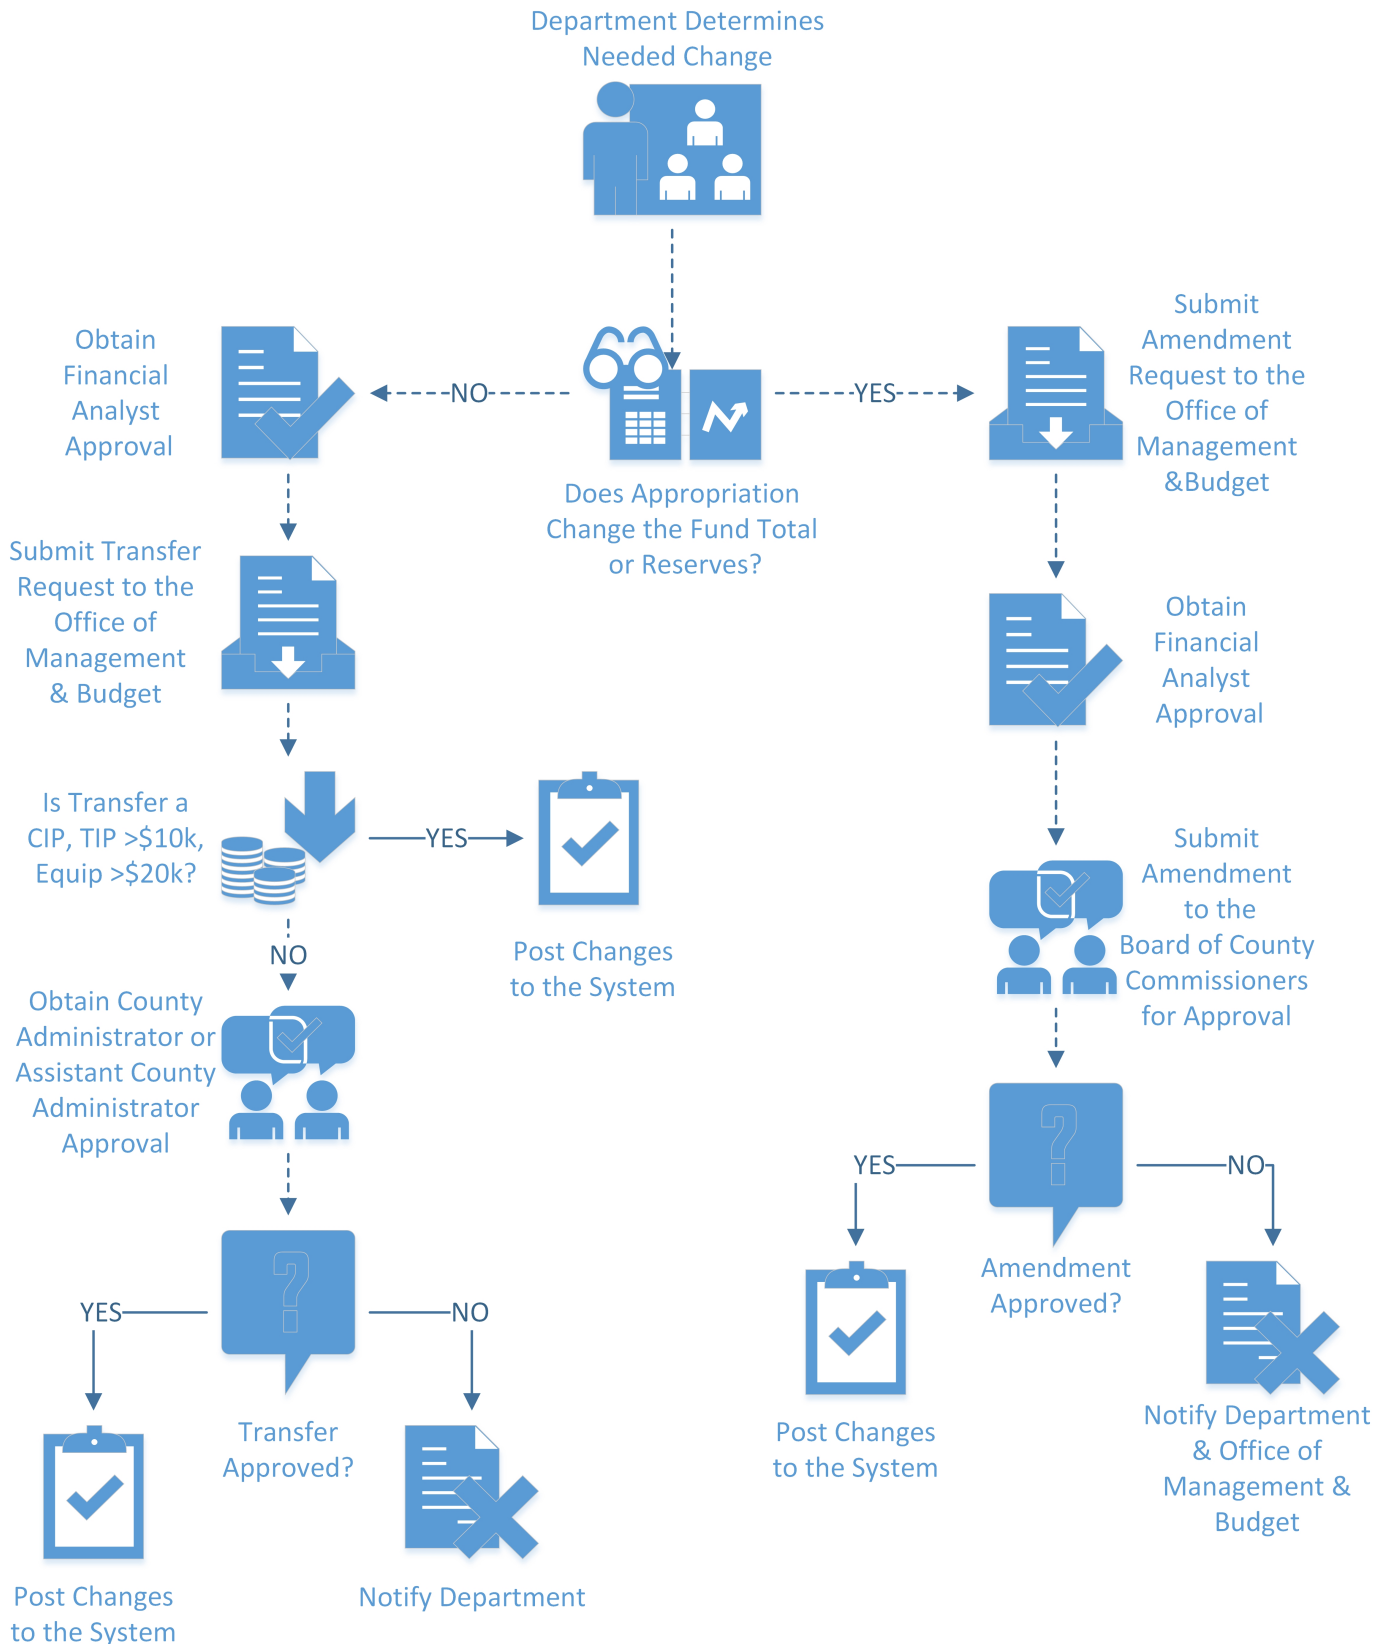 Department Determines
Needed Change
Obtain
Financial
Analyst
Approval
NO
YES
Submit
Amendment
Request to the
Office of
Management
&Budget
Does Appropriation
Change the Fund Total
or Reserves?
Submit Transfer
Request to the
Office of
Management
& Budget
Obtain
Financial
Analyst
Approval
Is Transfer a
CIP, TIP >$10k,
Equip >$20k?
YES
Post Changes
to the System
Submit
Amendment
to the
Board of County
Commissioners
for Approval
NO
Obtain County
Administrator or
Assistant County
Administrator
Approval
YES
NO
Amendment
Approved?
YES
NO
Transfer
Approved?
Post Changes
to the System
Notify Department
& Office of
Management &
Budget
Post Changes
to the System
Notify Department